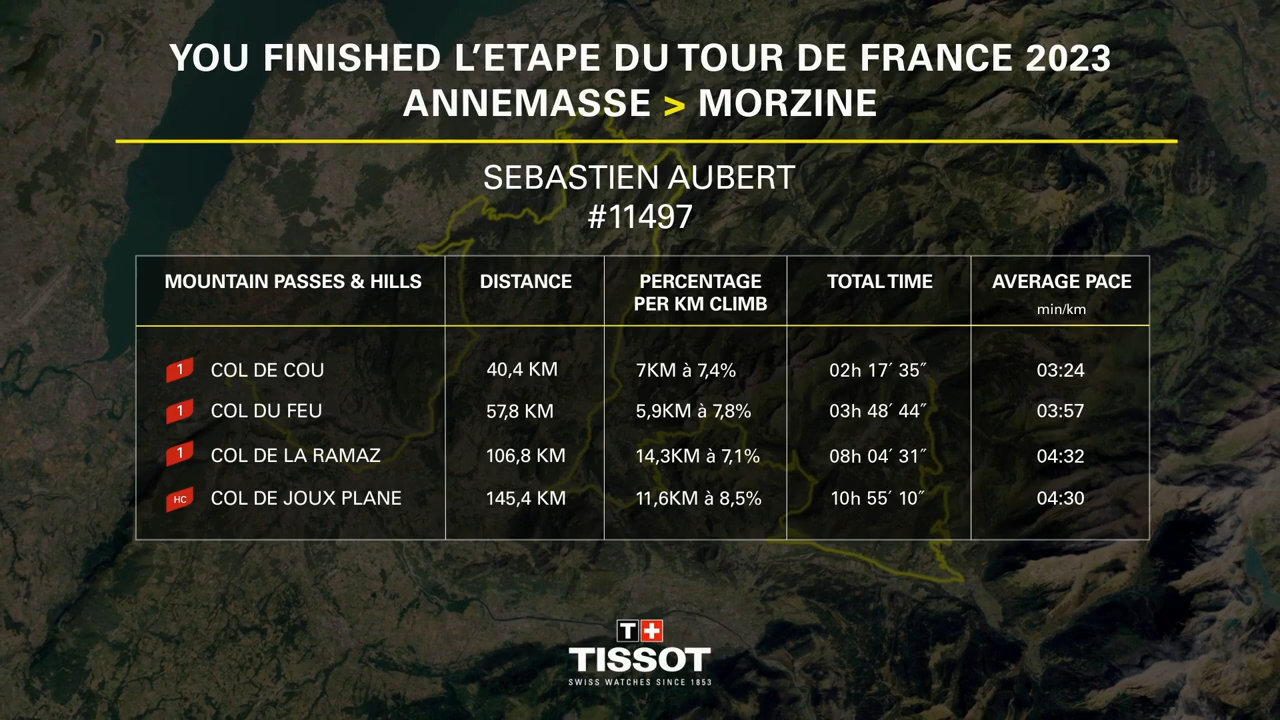 YOU FINISHED L’ETAPE DU TOUR DE FRANCE 2023
ANNEMASSE > MORZINE
SEBASTIEN AUBERT
#11497
MOUNTAIN PASSES & HILLS DISTANCE PERCENTAGE PER KM CLIMB TOTAL TIME AVERAGE PACE min/km
1 COL DE COU 40,4 KM 7KM à 7,4% 02h 17′ 35″ 03:24
1 COL DU FEU 57,8 KM 5,9KM à 7,8% 03h 48′ 44″ 03:57
1 COL DE LA RAMAZ 106,8 KM 14,3KM à 7,1% 08h 04′ 31″ 04:32
HC COL DE JOUX PLANE 145,4 KM 11,6KM à 8,5% 10h 55′ 10″ 04:30
T+
TISSOT
SWISS WATCHES SINCE 1853